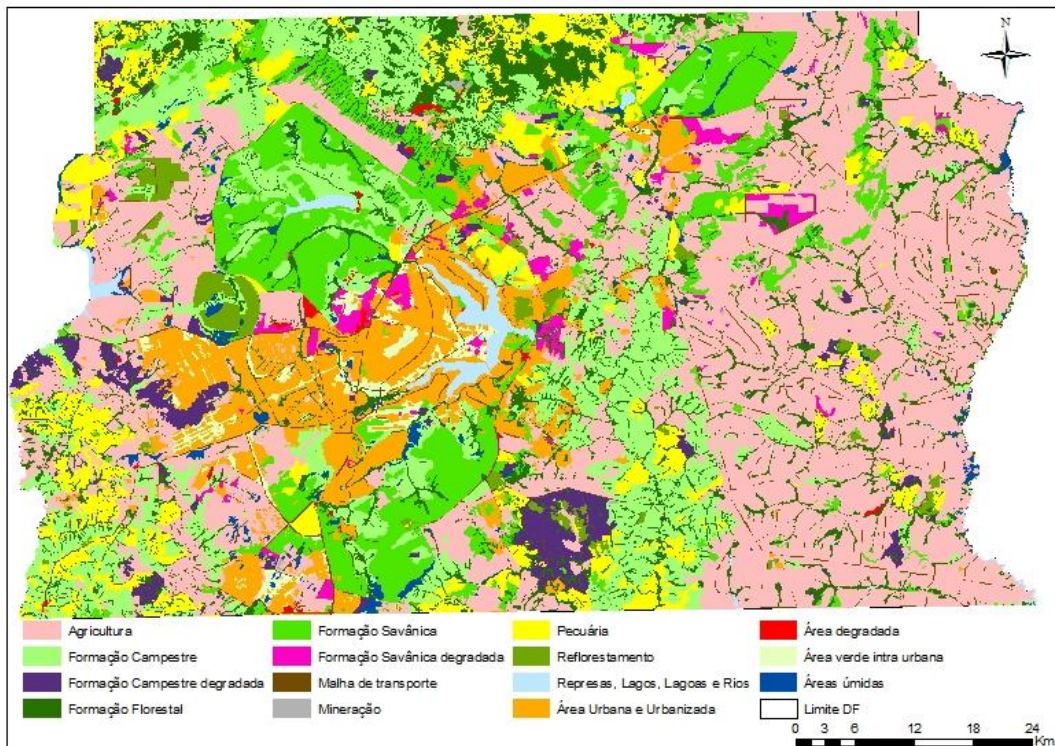 N
Agricultura
Formação Campestre
Formação Campestre degradada
Formação Florestal
Formação Savânica
Formação Savânica degradada
Malha de transporte
Mineração
Pecuária
Reflorestamento
Represas, Lagos, Lagoas e Rios
Área Urbana e Urbanizada
Área degradada
Área verde intra urbana
Áreas úmidas
Limite DF
0 3 6 12 18 24
Km